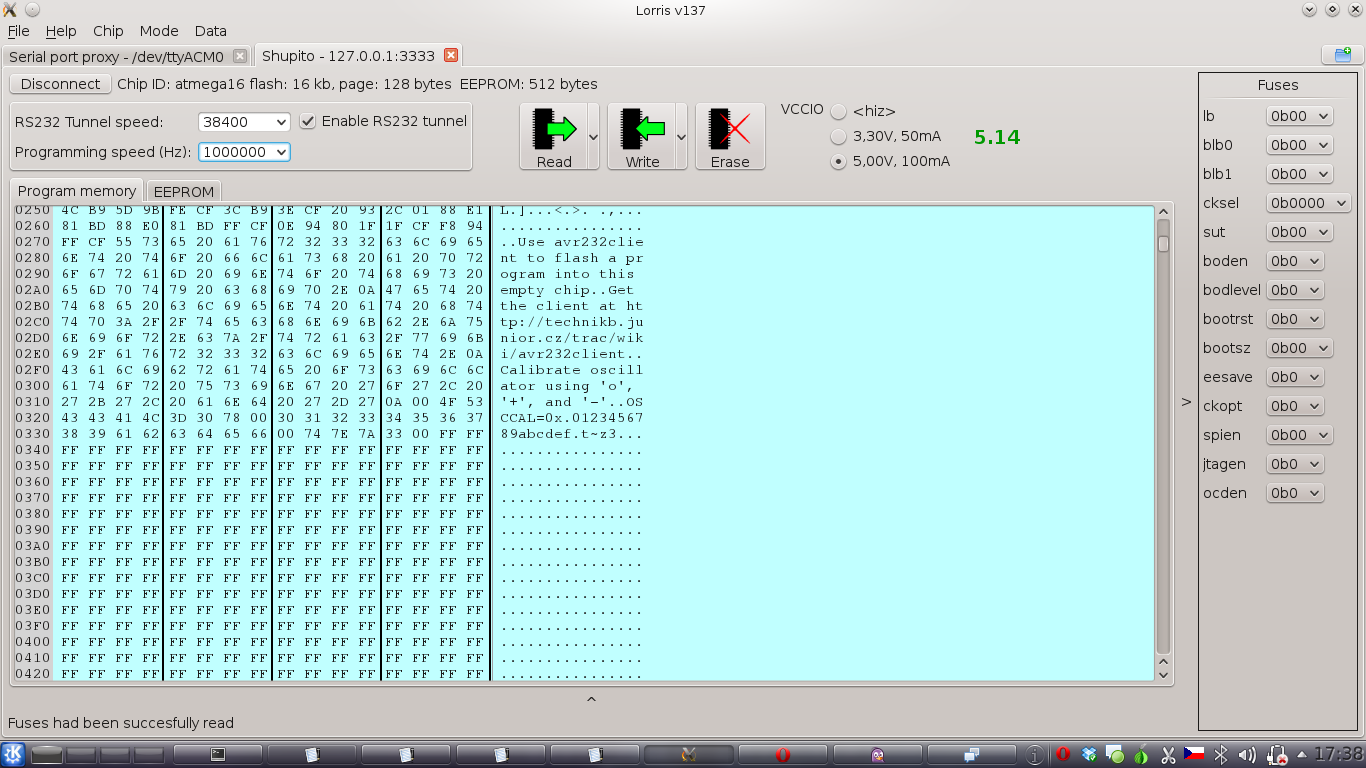 Lorris v137
File Help Chip Mode Data
Serial port proxy - /dev/ttyACM0 Shupito - 127.0.0.1:3333
Disconnect Chip ID: atmega16 flash: 16 kb, page: 128 bytes EEPROM: 512 bytes
RS232 Tunnel speed: 38400 Enable RS232 tunnel
Programming speed (Hz): 1000000
Read Write Erase
VCCIO <hiz>
3,30V, 50mA
5,00V, 100mA
5.14
Program memory EEPROM
0250 4C B9 5D 9B FE CF 3C B9 3E CF 20 93 2C 01 88 E1 L.]...<.>. .,...
0260 81 BD 88 E0 81 BD FF CF 0E 94 80 1F 1F CF F8 94 ................
0270 FF CF 55 73 65 20 61 76 72 32 33 32 63 6C 69 65 ..Use avr232clie
0280 6E 74 20 74 6F 20 66 6C 61 73 68 20 61 20 70 72 nt to flash a pr
0290 6F 67 72 61 6D 20 69 6E 74 6F 20 74 68 69 73 20 ogram into this
02A0 65 6D 70 74 79 20 63 68 69 70 2E 0A 47 65 74 20 empty chip..Get
02B0 74 68 65 20 63 6C 69 65 6E 74 20 61 74 20 68 74 the client at ht
02C0 74 70 3A 2F 2F 74 65 63 68 6E 69 6B 62 2E 6A 75 tp://technikb.ju
02D0 6E 69 6F 72 2E 63 7A 2F 74 72 61 63 2F 77 69 6B nior.cz/trac/wik
02E0 69 2F 61 76 72 32 33 32 63 6C 69 65 6E 74 2E 0A i/avr232client..
02F0 43 61 6C 69 62 72 61 74 65 20 6F 73 63 69 6C 6C Calibrate oscill
0300 61 74 6F 72 20 75 73 69 6E 67 20 27 6F 27 2C 20 ator using 'o',
0310 27 2B 27 2C 20 61 6E 64 20 27 2D 27 0A 00 4F 53 '+', and '-'..OS
0320 43 43 41 4C 3D 30 78 00 30 31 32 33 34 35 36 37 CCAL=0x.01234567
0330 38 39 61 62 63 64 65 66 00 74 7E 7A 33 00 FF FF 89abcdef.t~z3...
0340 FF FF FF FF FF FF FF FF FF FF FF FF FF FF FF FF ................
0350 FF FF FF FF FF FF FF FF FF FF FF FF FF FF FF FF ................
0360 FF FF FF FF FF FF FF FF FF FF FF FF FF FF FF FF ................
0370 FF FF FF FF FF FF FF FF FF FF FF FF FF FF FF FF ................
0380 FF FF FF FF FF FF FF FF FF FF FF FF FF FF FF FF ................
0390 FF FF FF FF FF FF FF FF FF FF FF FF FF FF FF FF ................
03A0 FF FF FF FF FF FF FF FF FF FF FF FF FF FF FF FF ................
03B0 FF FF FF FF FF FF FF FF FF FF FF FF FF FF FF FF ................
03C0 FF FF FF FF FF FF FF FF FF FF FF FF FF FF FF FF ................
03D0 FF FF FF FF FF FF FF FF FF FF FF FF FF FF FF FF ................
03E0 FF FF FF FF FF FF FF FF FF FF FF FF FF FF FF FF ................
03F0 FF FF FF FF FF FF FF FF FF FF FF FF FF FF FF FF ................
0400 FF FF FF FF FF FF FF FF FF FF FF FF FF FF FF FF ................
0410 FF FF FF FF FF FF FF FF FF FF FF FF FF FF FF FF ................
0420 FF FF FF FF FF FF FF FF FF FF FF FF FF FF FF FF ................
>
Fuses
lb 0b00
blb0 0b00
blb1 0b00
cksel 0b0000
sut 0b00
boden 0b0
bodlevel 0b0
bootrst 0b0
bootsz 0b00
eesave 0b0
ckopt 0b0
spien 0b00
jtagen 0b0
ocden 0b0
Fuses had been succesfully read
17:38